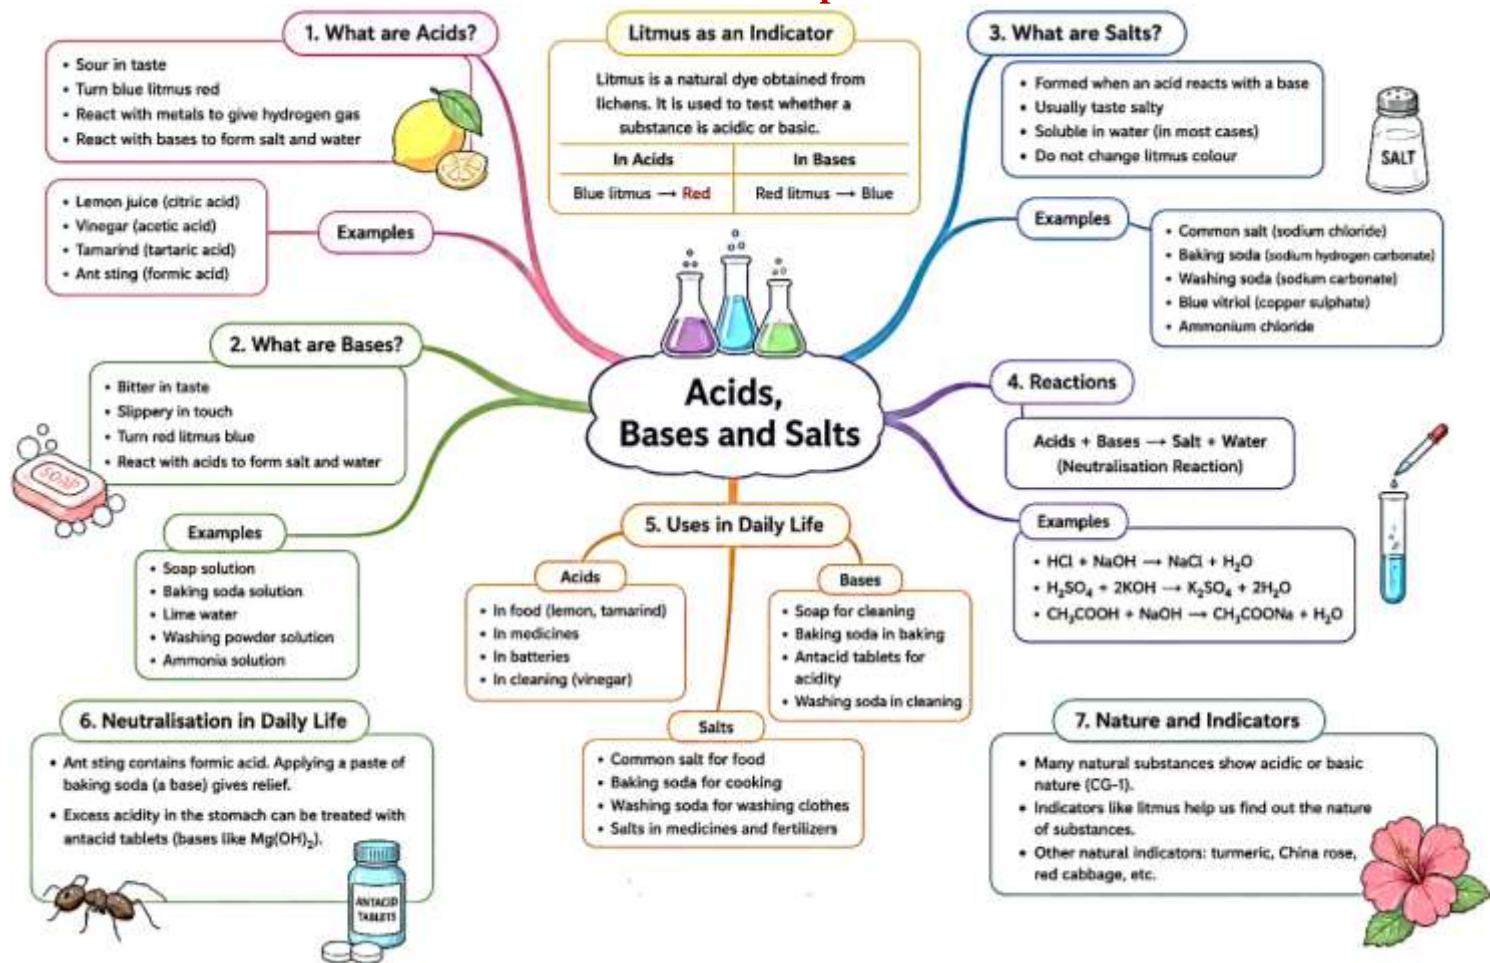 1. What are Acids?
• Sour in taste
• Turn blue litmus red
• React with metals to give hydrogen gas
• React with bases to form salt and water
Examples
• Lemon juice (citric acid)
• Vinegar (acetic acid)
• Tamarind (tartaric acid)
• Ant sting (formic acid)
Litmus as an Indicator
Litmus is a natural dye obtained from
lichens. It is used to test whether a
substance is acidic or basic.
In Acids
In Bases
Blue litmus → Red
Red litmus → Blue
3. What are Salts?
• Formed when an acid reacts with a base
• Usually taste salty
• Soluble in water (in most cases)
• Do not change litmus colour
SALT
Examples
• Common salt (sodium chloride)
• Baking soda (sodium hydrogen carbonate)
• Washing soda (sodium carbonate)
• Blue vitriol (copper sulphate)
• Ammonium chloride
Acids,
Bases and Salts
2. What are Bases?
• Bitter in taste
• Slippery in touch
• Turn red litmus blue
• React with acids to form salt and water
SOAP
Examples
• Soap solution
• Baking soda solution
• Lime water
• Washing powder solution
• Ammonia solution
4. Reactions
Acids + Bases → Salt + Water
(Neutralisation Reaction)
Examples
• HCl + NaOH → NaCl + H₂O
• H₂SO₄ + 2KOH → K₂SO₄ + 2H₂O
• CH₃COOH + NaOH → CH₃COONa + H₂O
5. Uses in Daily Life
Acids
• In food (lemon, tamarind)
• In medicines
• In batteries
• In cleaning (vinegar)
Bases
• Soap for cleaning
• Baking soda in baking
• Antacid tablets for
acidity
• Washing soda in cleaning
Salts
• Common salt for food
• Baking soda for cooking
• Washing soda for washing clothes
• Salts in medicines and fertilizers
6. Neutralisation in Daily Life
• Ant sting contains formic acid. Applying a paste of
baking soda (a base) gives relief.
• Excess acidity in the stomach can be treated with
antacid tablets (bases like Mg(OH)₂).
ANTACID
TABLETS
7. Nature and Indicators
• Many natural substances show acidic or basic
nature (CG-1).
• Indicators like litmus help us find out the nature
of substances.
• Other natural indicators: turmeric, China rose,
red cabbage, etc.